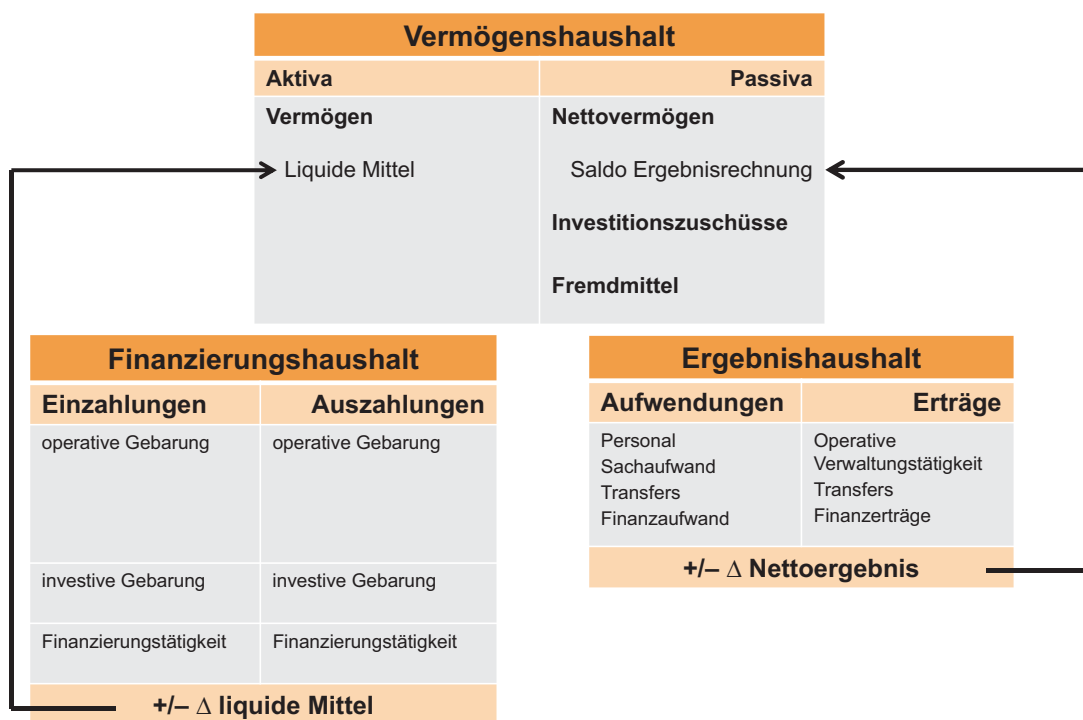 Vermögenshaushalt
Aktiva Passiva
Vermögen Nettovermögen
Liquide Mittel Saldo Ergebnisrechnung
Investitionszuschüsse
Fremdmittel
Finanzierungshaushalt
Einzahlungen Auszahlungen
operative Gebarung operative Gebarung
investive Gebarung investive Gebarung
Finanzierungstätigkeit Finanzierungstätigkeit
+/– Δ liquide Mittel
Ergebnishaushalt
Aufwendungen Erträge
Personal
Sachaufwand
Transfers
Finanzaufwand
Operative
Verwaltungstätigkeit
Transfers
Finanzerträge
+/– Δ Nettoergebnis